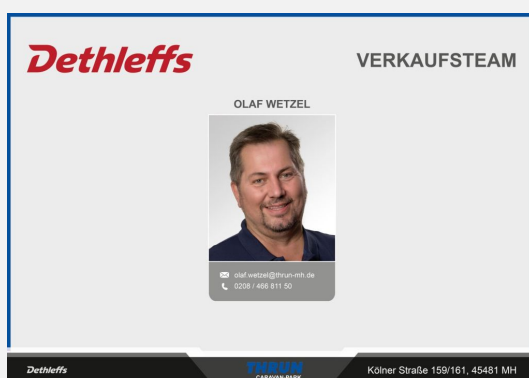 Dethleffs
VERKAUFSTEAM
OLAF WETZEL
olaf.wetzel@thrun-mh.de
0208 / 466 811 50
Dethleffs
THRUN
CARAVAN-PARK
Kölner Straße 159/161, 45481 MH